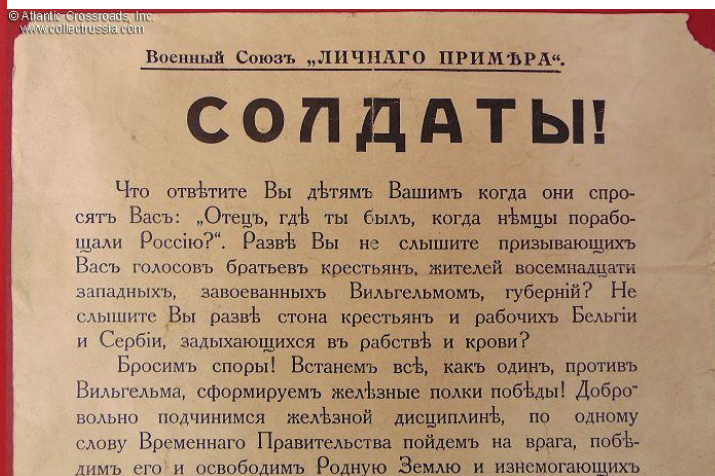 © Atlantic Crossroads, Inc.
www.collectrussia.com
Военный Союзъ „ЛИЧНАГО ПРИМѢРА“.
СОЛДАТЫ!
Что отвѣтите Вы дѣтямъ Вашимъ когда они спро-
сятъ Васъ: „Отецъ, гдѣ ты былъ, когда нѣмцы порабо-
щали Россію?“. Развѣ Вы не слышите призывающихъ
Васъ голосовъ братьевъ крестьянъ, жителей восемнадцати
западныхъ, завоеванныхъ Вильгельмомъ, губерній? Не
слышите Вы развѣ стона крестьянъ и рабочихъ Бельгіи
и Сербіи, задыхающихся въ рабствѣ и крови?
Бросимъ споры! Встанемъ всѣ, какъ одинъ, противъ
Вильгельма, сформируемъ желѣзные полки побѣды! Добро-
вольно подчинимся желѣзной дисциплинѣ, по одному
слову Временнаго Правительства пойдемъ на врага, побѣ-
димъ его и освободимъ Родную Землю и изнемогающихъ